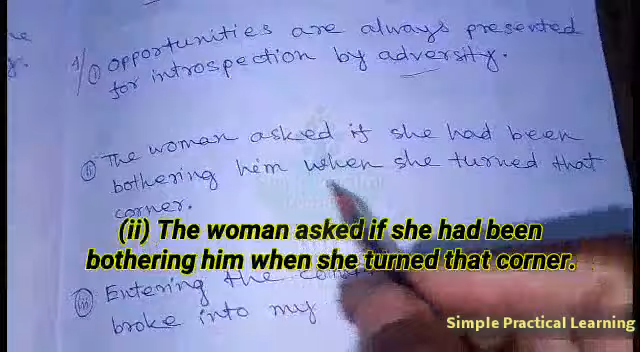 4/ (i) Opportunities are always presented
for introspection by adversity.
(ii) The woman asked if she had been
bothering him when she turned that
corner.
(ii) The woman asked if she had been
bothering him when she turned that corner.
(iii) Entering the
broke into my
Simple Practical Learning